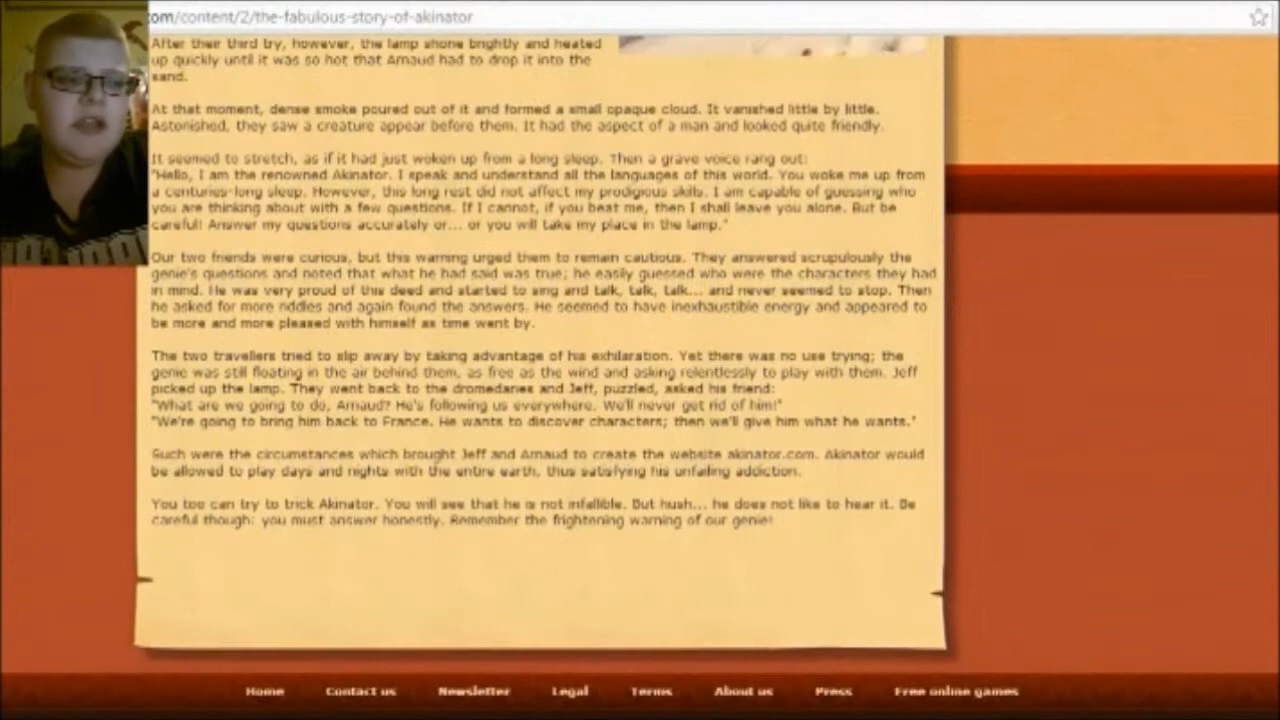 om/content/2/the-fabulous-story-of-akinator
After their third try, however, the lamp shone brightly and heated
up quickly until it was so hot that Arnaud had to drop it into the
sand.
At that moment, dense smoke poured out of it and formed a small opaque cloud. It vanished little by little.
Astonished, they saw a creature appear before them. It had the aspect of a man and looked quite friendly.
It seemed to stretch, as if it had just woken up from a long sleep. Then a grave voice rang out:
"Hello, I am the renowned Akinator. I speak and understand all the languages of this world. You woke me up from
a centuries-long sleep. However, this long rest did not affect my prodigious skills. I am capable of guessing who
you are thinking about with a few questions. If I cannot, if you beat me, then I shall leave you alone. But be
careful! Answer my questions accurately or... or you will take my place in the lamp."
Our two friends were curious, but this warning urged them to remain cautious. They answered scrupulously the
genie's questions and noted that what he had said was true; he easily guessed who were the characters they had
in mind. He was very proud of this deed and started to sing and talk, talk, talk... and never seemed to stop. Then
he asked for more riddles and again found the answers. He seemed to have inexhaustible energy and appeared to
be more and more pleased with himself as time went by.
The two travellers tried to slip away by taking advantage of his exhilaration. Yet there was no use trying; the
genie was still floating in the air behind them, as free as the wind and asking relentlessly to play with them. Jeff
picked up the lamp. They went back to the dromedaries and Jeff, puzzled, asked his friend:
"What are we going to do, Arnaud? He's following us everywhere. We'll never get rid of him!"
"We're going to bring him back to France. He wants to discover characters; then we'll give him what he wants."
Such were the circumstances which brought Jeff and Arnaud to create the website akinator.com. Akinator would
be allowed to play days and nights with the entire earth, thus satisfying his unfailing addiction.
You too can try to trick Akinator. You will see that he is not infallible. But hush... he does not like to hear it. Be
careful though: you must answer honestly. Remember the frightening warning of our genie!
Home Contact us Newsletter Legal Terms About us Press Free online games